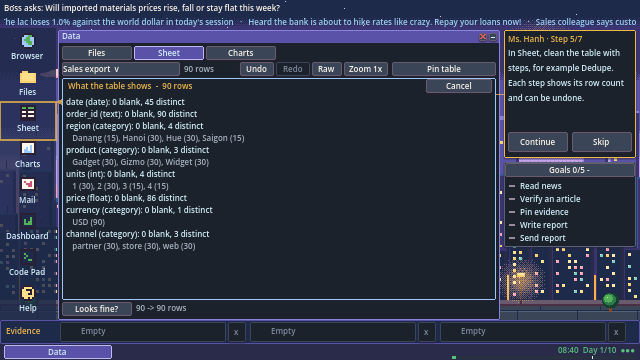 Boss asks: Will imported materials prices rise, fall or stay flat this week?
'he lac loses 1.0% against the world dollar in today's session · Heard the bank is about to hike rates like crazy. Repay your loans now! · Sales colleague says custo
Browser
Files
Sheet
Charts
Mail
Dashboard
Code Pad
Help
Data
Files
Sheet
Charts
Sales export v
90 rows
Undo
Redo
Raw
Zoom 1x
Pin table
What the table shows - 90 rows
Cancel
date (date): 0 blank, 45 distinct
order_id (text): 0 blank, 90 distinct
region (category): 0 blank, 4 distinct
Danang (15), Hanoi (30), Hue (30), Saigon (15)
product (category): 0 blank, 3 distinct
Gadget (30), Gizmo (30), Widget (30)
units (int): 0 blank, 4 distinct
1 (30), 2 (30), 3 (15), 4 (15)
price (float): 0 blank, 86 distinct
currency (category): 0 blank, 1 distinct
USD (90)
channel (category): 0 blank, 3 distinct
partner (30), store (30), web (30)
Looks fine?
90 -> 90 rows
Ms. Hanh · Step 5/7
In Sheet, clean the table with
steps, for example Dedupe.
Each step shows its row count
and can be undone.
Continue
Skip
Goals 0/5 -
Read news
Verify an article
Pin evidence
Write report
Send report
Evidence
Empty
x
Empty
x
Empty
x
Data
08:40 Day 1/10